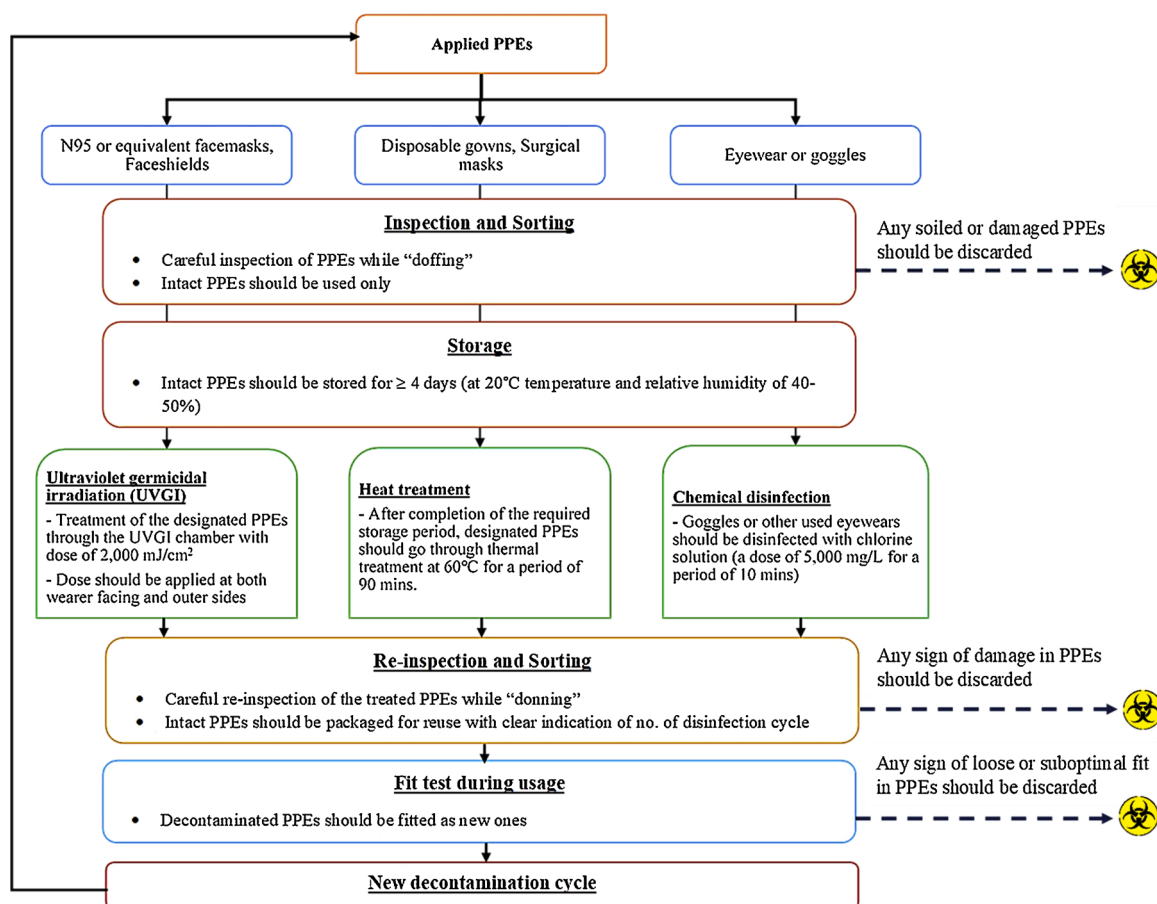 Applied PPEs
N95 or equivalent facemasks,
Faceshields
Disposable gowns, Surgical
masks
Eyewear or goggles
Inspection and Sorting
• Careful inspection of PPEs while “doffing”
• Intact PPEs should be used only
Any soiled or damaged PPEs
should be discarded
Storage
• Intact PPEs should be stored for ≥ 4 days (at 20°C temperature and relative humidity of 40-
50%)
Ultraviolet germicidal
irradiation (UVGI)
- Treatment of the designated PPEs
through the UVGI chamber with
dose of 2,000 mJ/cm²
- Dose should be applied at both
wearer facing and outer sides
Heat treatment
- After completion of the required
storage period, designated PPEs
should go through thermal
treatment at 60°C for a period of
90 mins.
Chemical disinfection
- Goggles or other used eyewears
should be disinfected with chlorine
solution (a dose of 5,000 mg/L for a
period of 10 mins)
Re-inspection and Sorting
• Careful re-inspection of the treated PPEs while “donning”
• Intact PPEs should be packaged for reuse with clear indication of no. of disinfection cycle
Any sign of damage in PPEs
should be discarded
Fit test during usage
• Decontaminated PPEs should be fitted as new ones
Any sign of loose or suboptimal fit
in PPEs should be discarded
New decontamination cycle